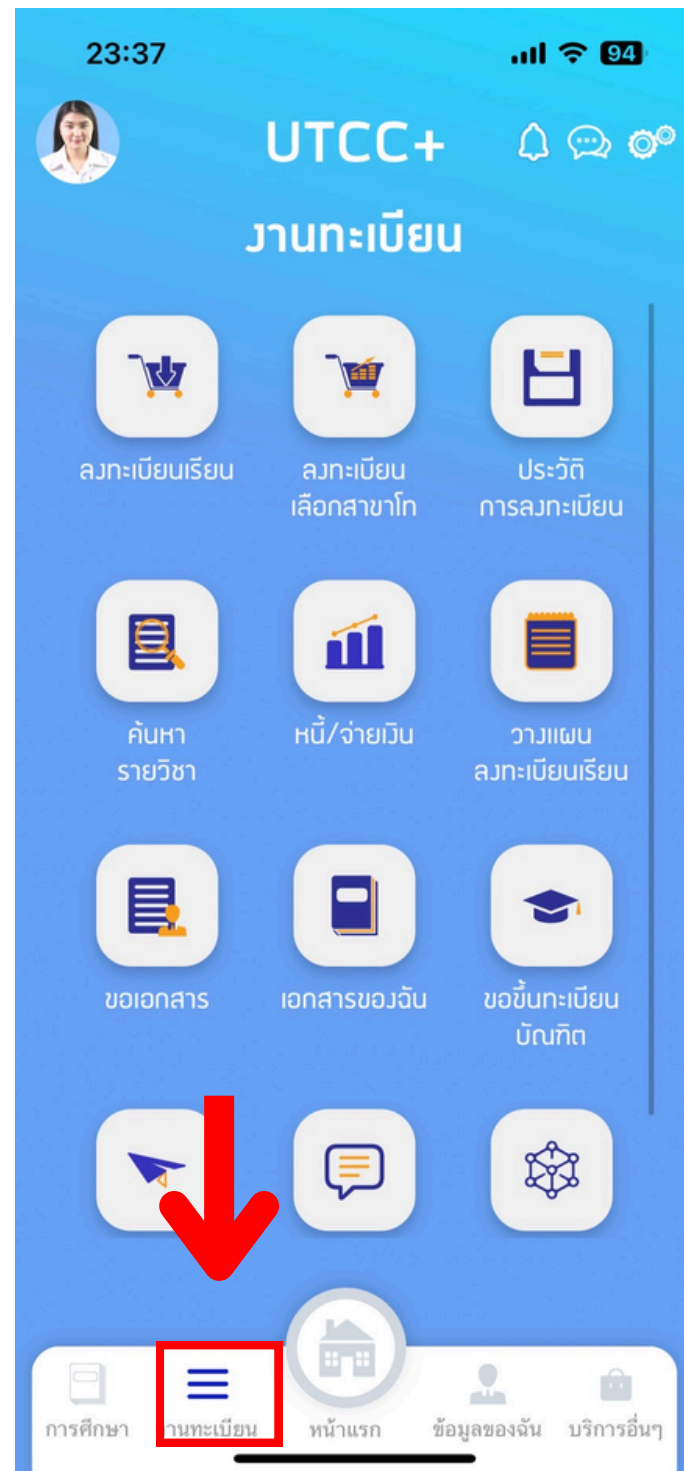 23:37 94
UTCC+
งานทะเบียน
ลงทะเบียนเรียน
ลงทะเบียน
เลือกสาขาโท
ประวัติ
การลงทะเบียน
ค้นหา
รายวิชา
หนี้/จ่ายเงิน
วางแผน
ลงทะเบียนเรียน
ขอเอกสาร
เอกสารของฉัน
ขอขึ้นทะเบียน
บัณฑิต
การศึกษา งานทะเบียน หน้าแรก ข้อมูลของฉัน บริการอื่นๆ